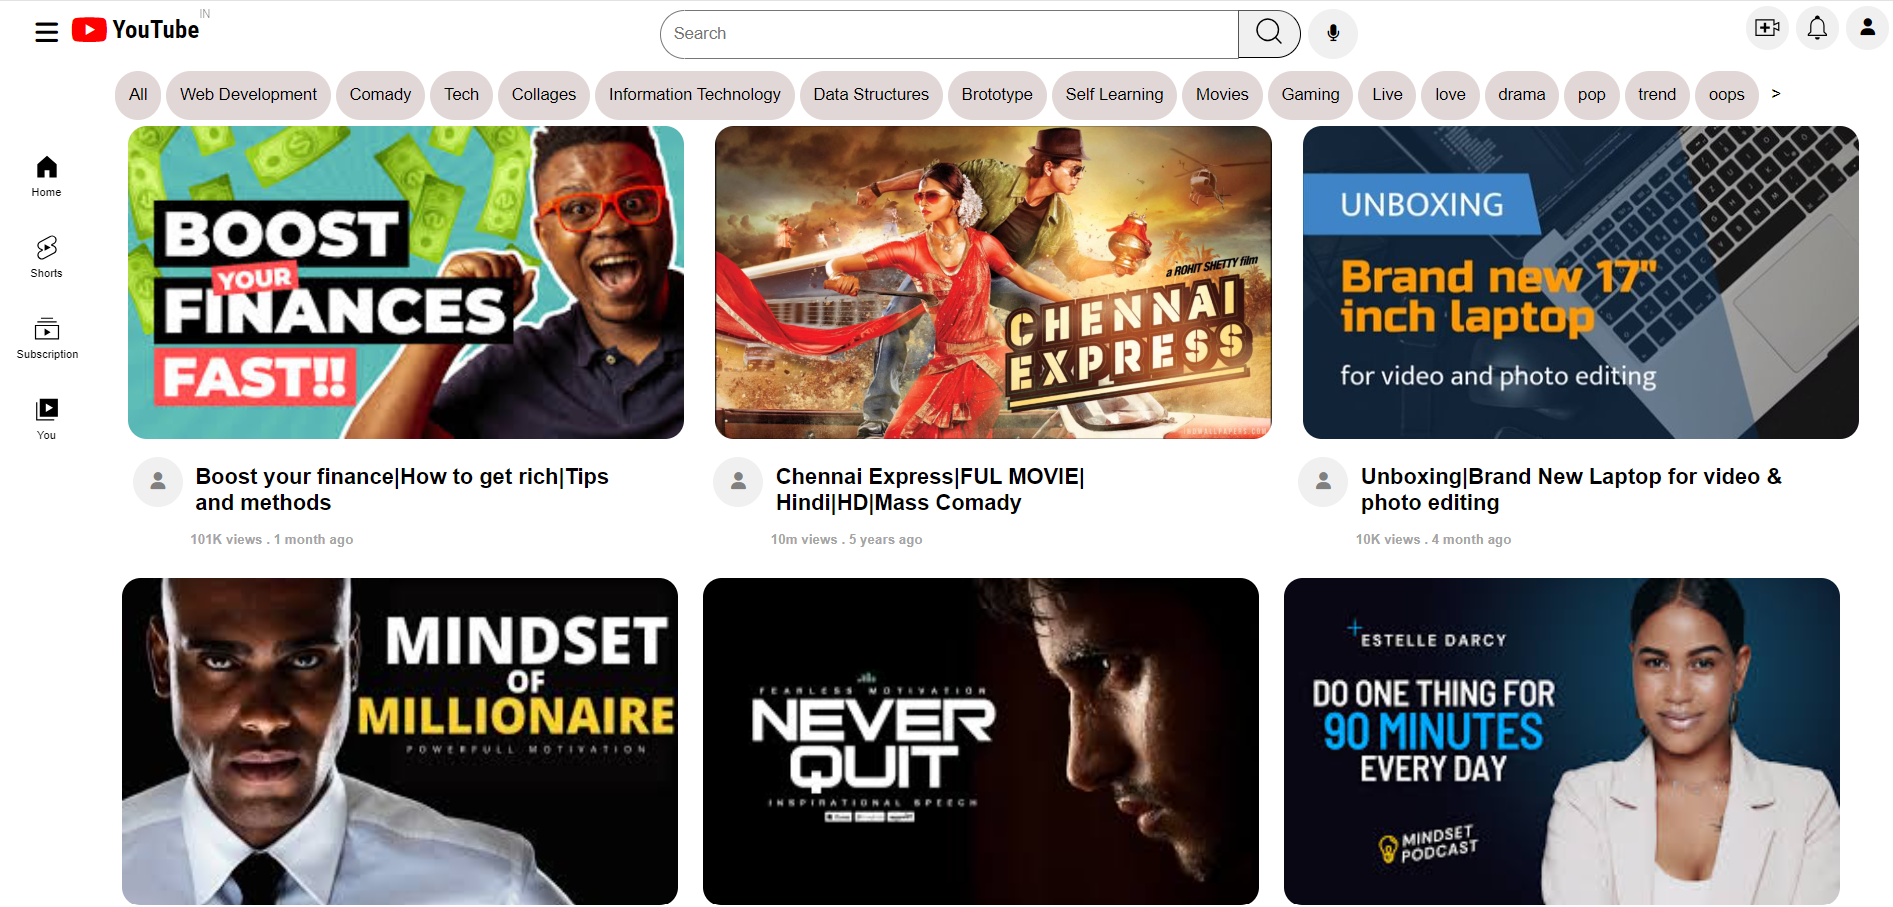 YouTube IN
Search
All Web Development Comady Tech Collages Information Technology Data Structures Brototype Self Learning Movies Gaming Live love drama pop trend oops >
Home
Shorts
Subscription
You
BOOST
YOUR
FINANCES
FAST!!
a ROHIT SHETTY film
CHENNAI
EXPRESS
UNBOXING
Brand new 17"
inch laptop
for video and photo editing
Boost your finance|How to get rich|Tips
and methods
101K views . 1 month ago
Chennai Express|FUL MOVIE|
Hindi|HD|Mass Comady
10m views . 5 years ago
Unboxing|Brand New Laptop for video &
photo editing
10K views . 4 month ago
MINDSET
OF
MILLIONAIRE
POWERFULL MOTIVATION
FEARLESS MOTIVATION
NEVER
QUIT
INSPIRATIONAL SPEECH
ESTELLE DARCY
DO ONE THING FOR
90 MINUTES
EVERY DAY
MINDSET
PODCAST